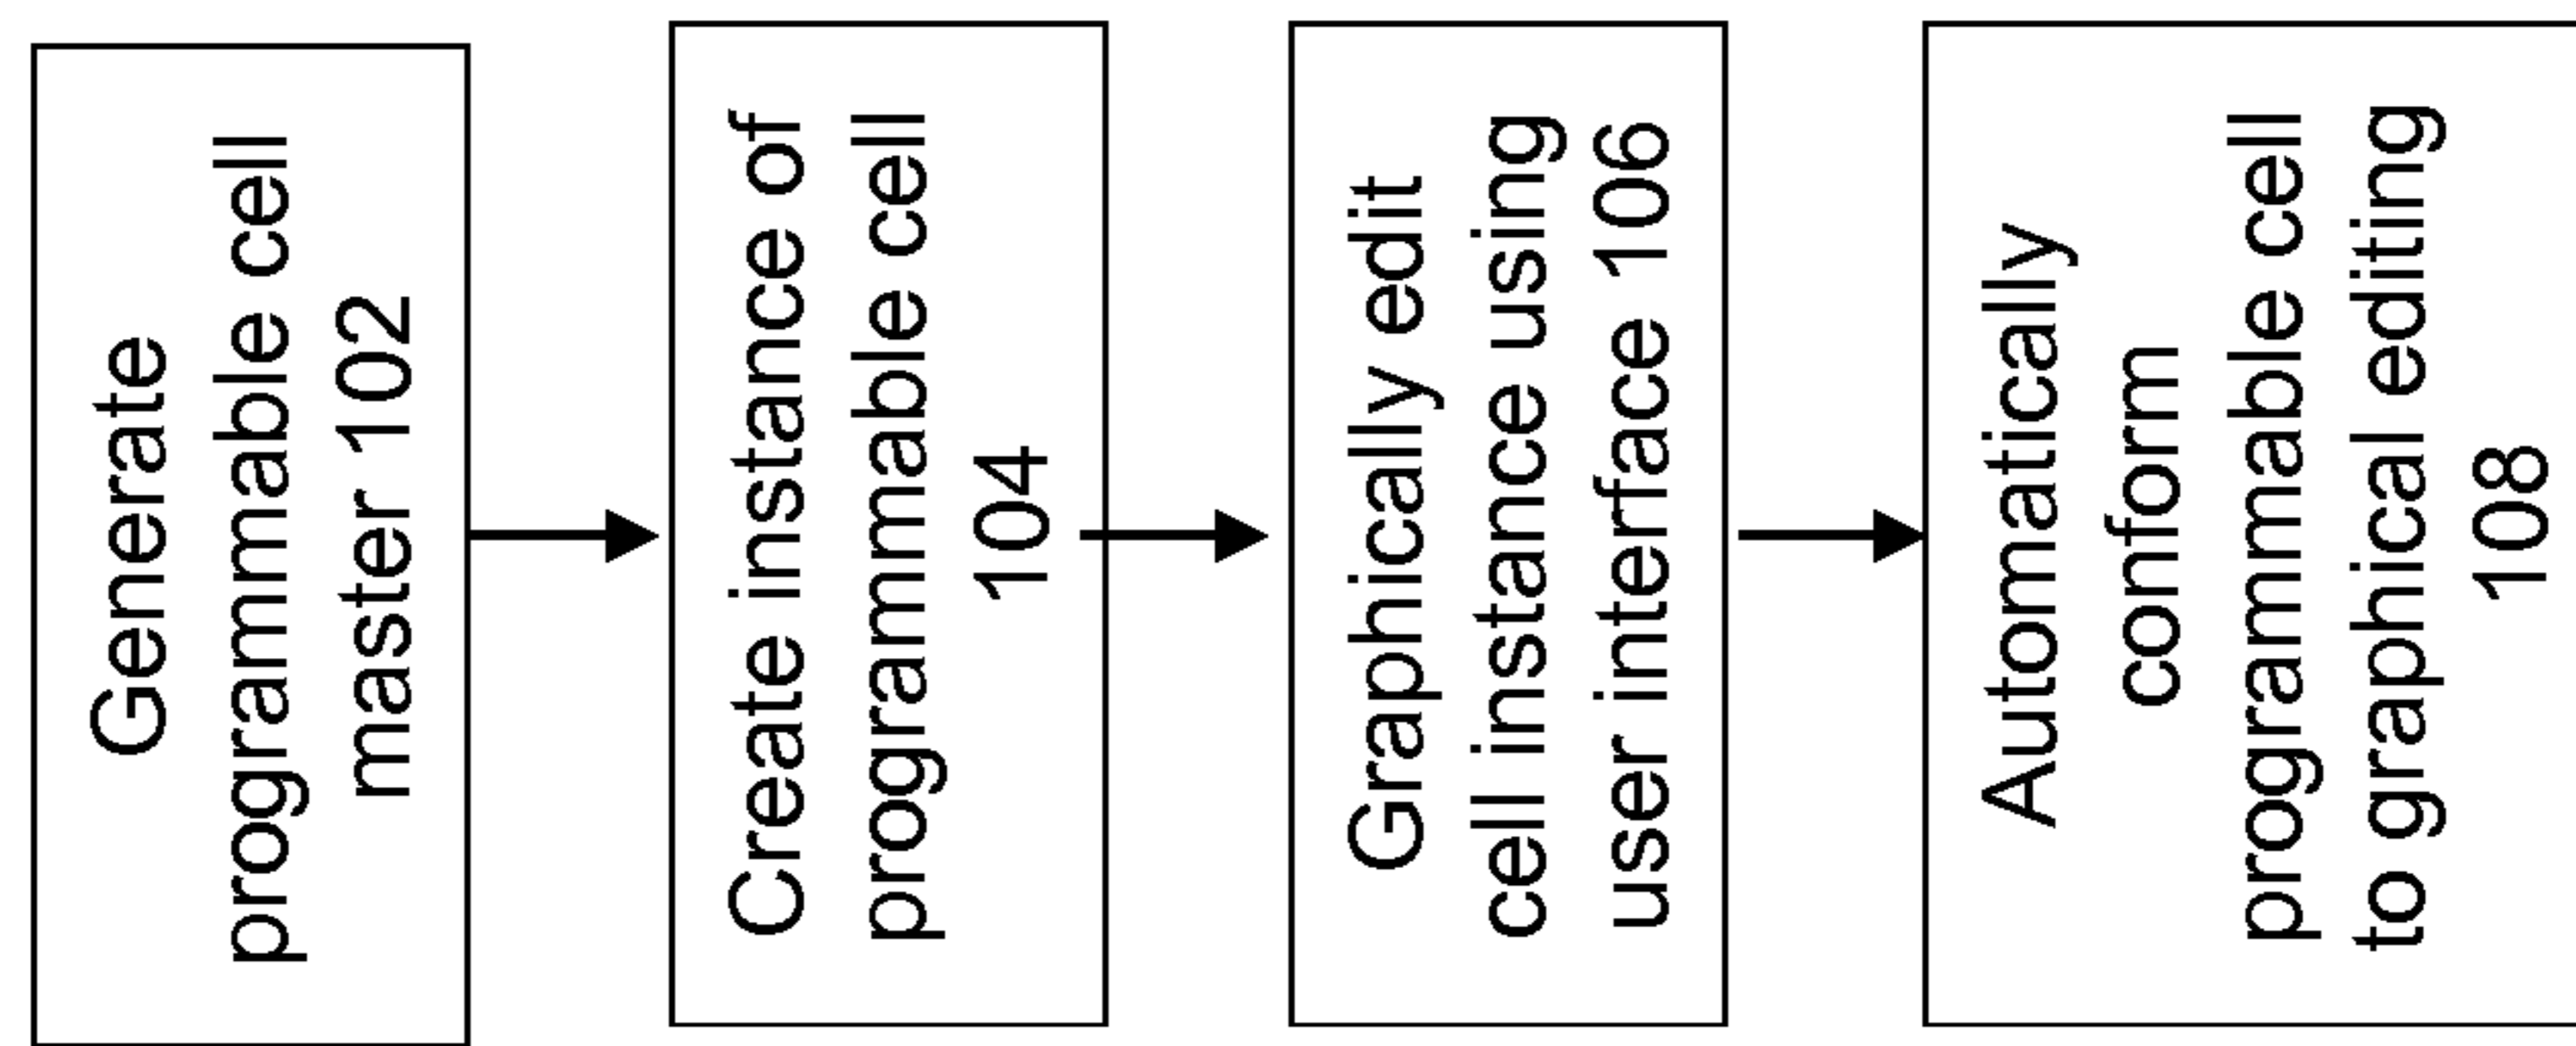 Generate
programmable cell
master 102
Create instance of
programmable cell
104
Graphically edit
cell instance using
user interface 106
Automatically
conform
programmable cell
to graphical editing
108